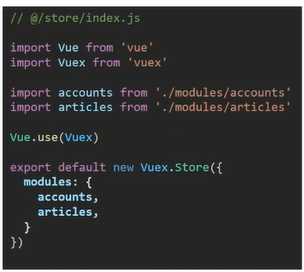 // @/store/index.js
import Vue from 'vue'
import Vuex from 'vuex'
import accounts from './modules/accounts'
import articles from './modules/articles'
Vue.use(Vuex)
export default new Vuex.Store({
  modules: {
    accounts,
    articles,
  }
})